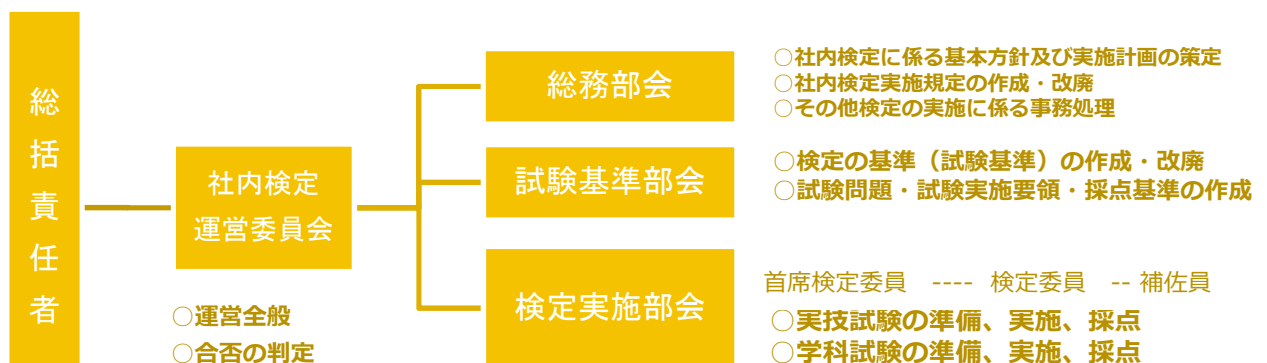 総括責任者
社内検定
運営委員会
○運営全般
○合否の判定
総務部会
○社内検定に係る基本方針及び実施計画の策定
○社内検定実施規定の作成・改廃
○その他検定の実施に係る事務処理
試験基準部会
○検定の基準（試験基準）の作成・改廃
○試験問題・試験実施要領・採点基準の作成
検定実施部会
首席検定委員 ---- 検定委員 -- 補佐員
○実技試験の準備、実施、採点
○学科試験の準備、実施、採点